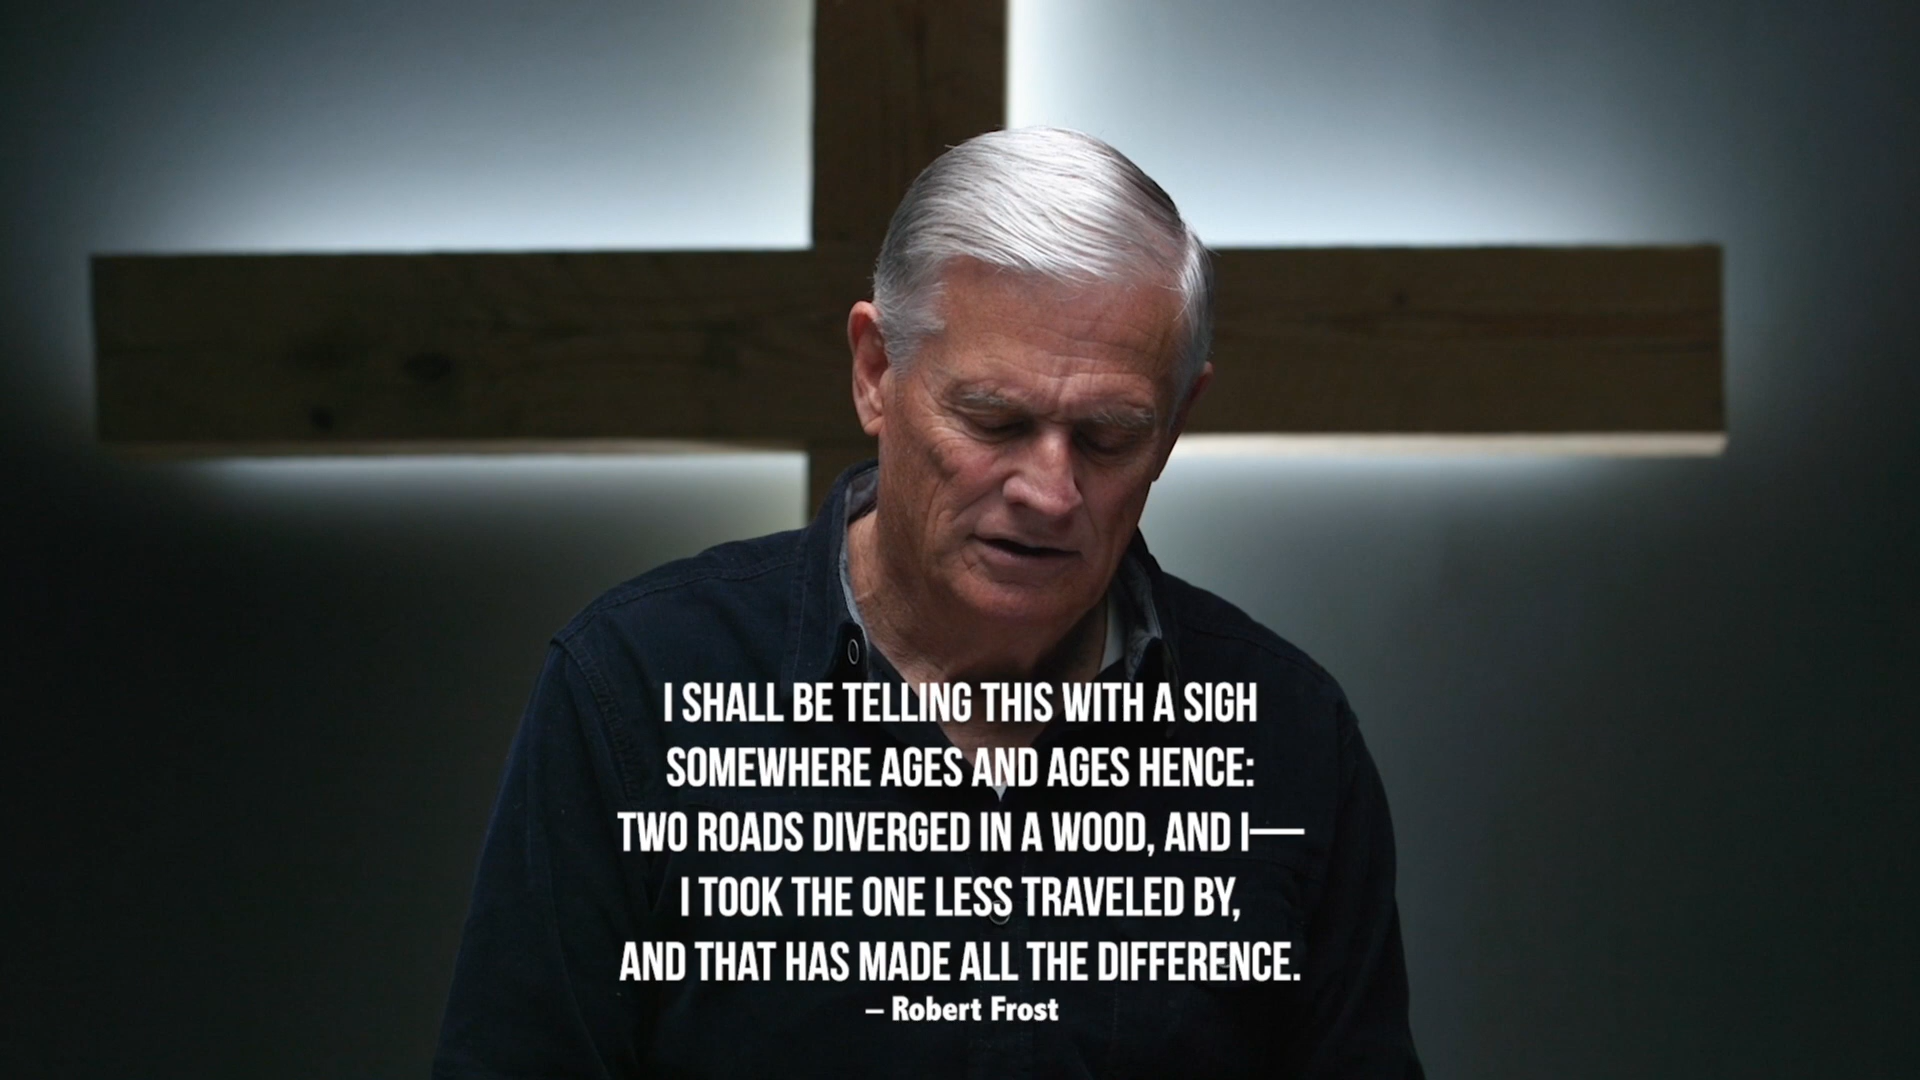 I SHALL BE TELLING THIS WITH A SIGH
SOMEWHERE AGES AND AGES HENCE:
TWO ROADS DIVERGED IN A WOOD, AND I—
I TOOK THE ONE LESS TRAVELED BY,
AND THAT HAS MADE ALL THE DIFFERENCE.
– Robert Frost